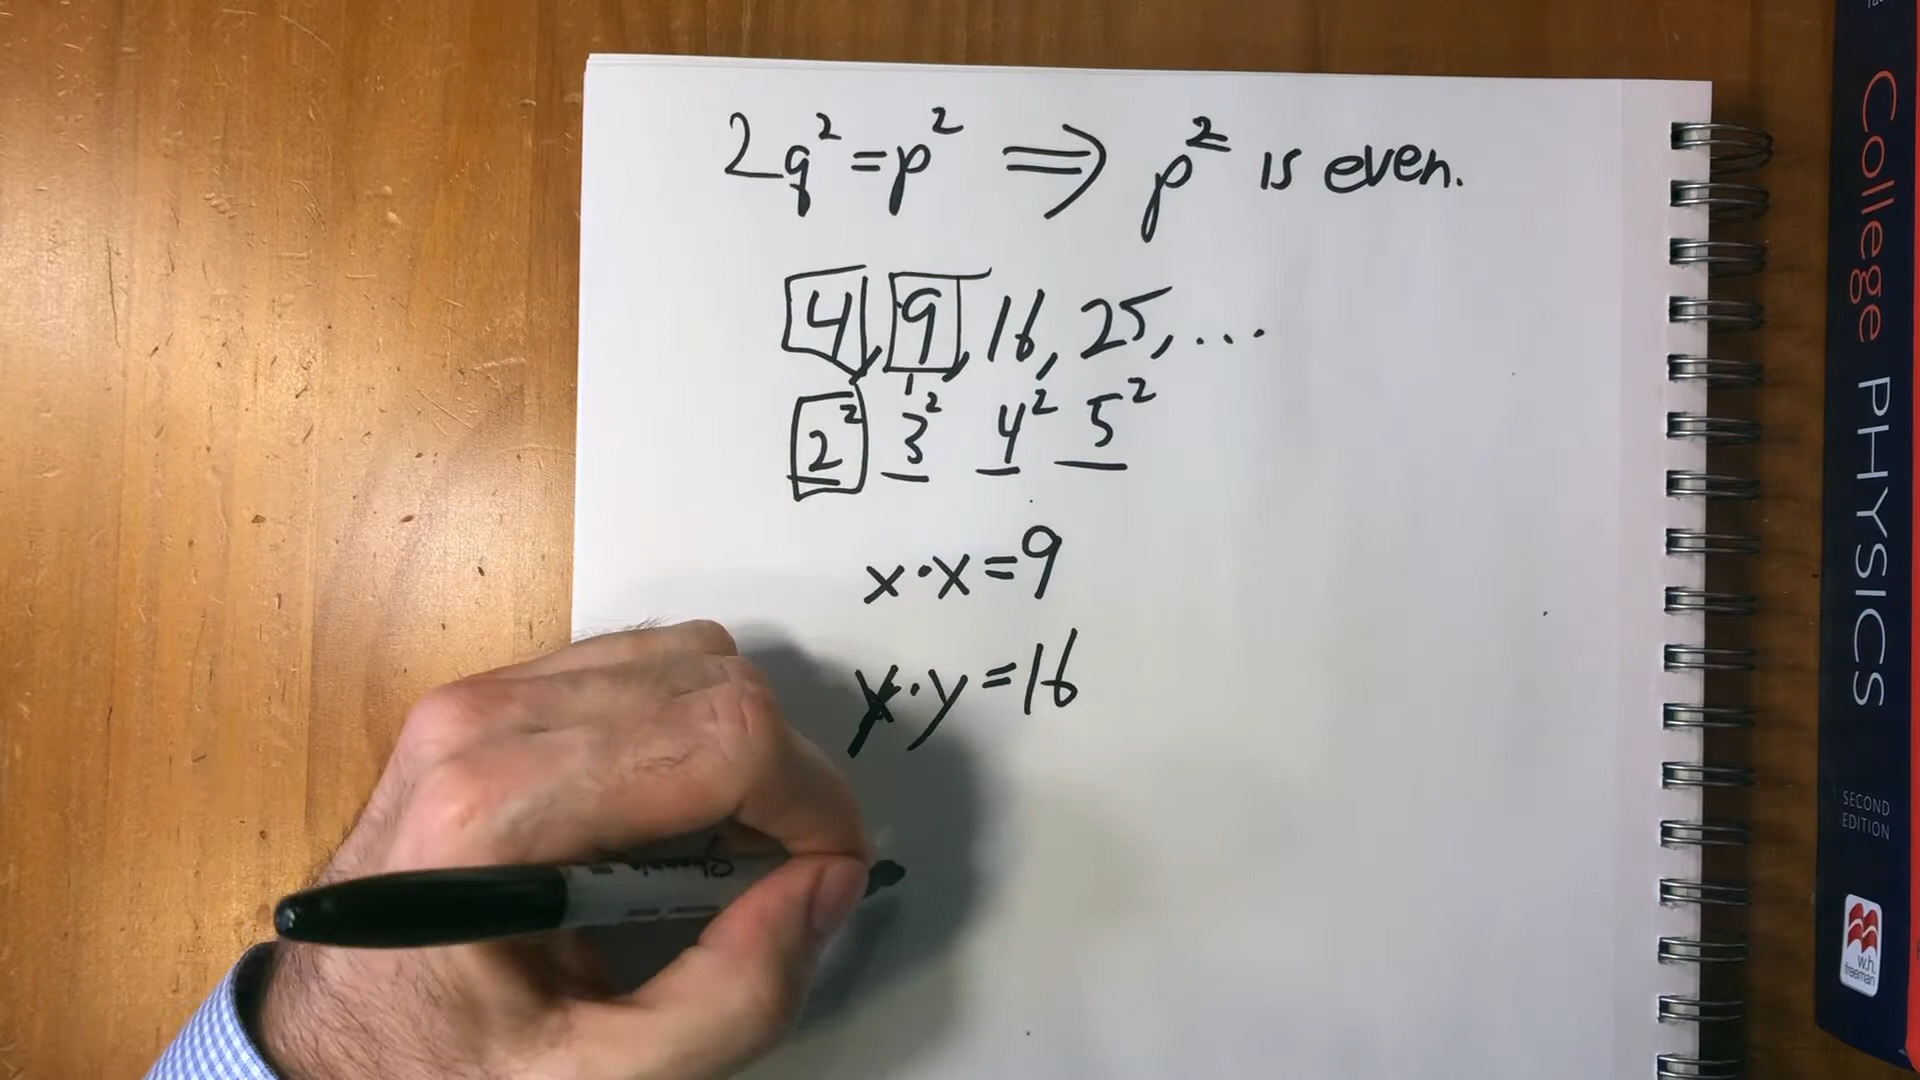 2q² = p² ⟹ p² is even.
4, 9, 16, 25, ...
2² 3² 4² 5²
x·x=9
y·y=16
College PHYSICS
SECOND
EDITION
w.h.
freeman